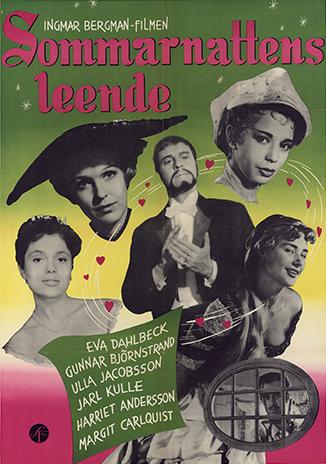 INGMAR BERGMAN-FILMEN
Sommarnattens
leende
EVA DAHLBECK
GUNNAR BJÖRNSTRAND
ULLA JACOBSSON
JARL KULLE
HARRIET ANDERSSON
MARGIT CARLQUIST